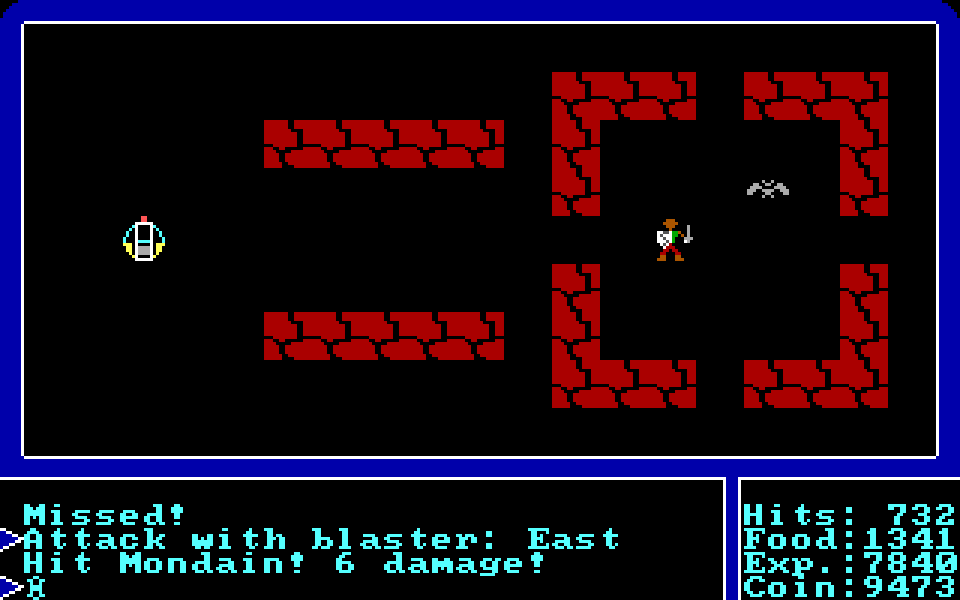 Missed!
Attack with blaster: East
Hit Mondain! 6 damage!
Hits: 732
Food:1341
Exp.:7840
Coin:9473